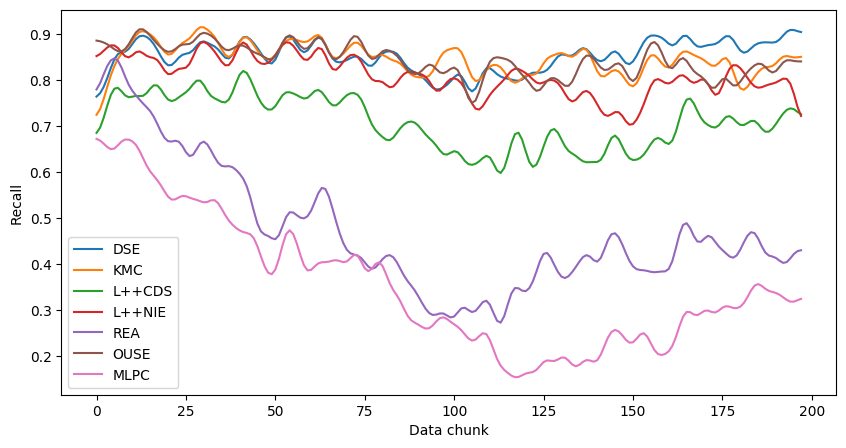 0.9
0.8
0.7
0.6
0.5
0.4
0.3
0.2
Recall
DSE
KMC
L++CDS
L++NIE
REA
OUSE
MLPC
0 25 50 75 100 125 150 175 200
Data chunk